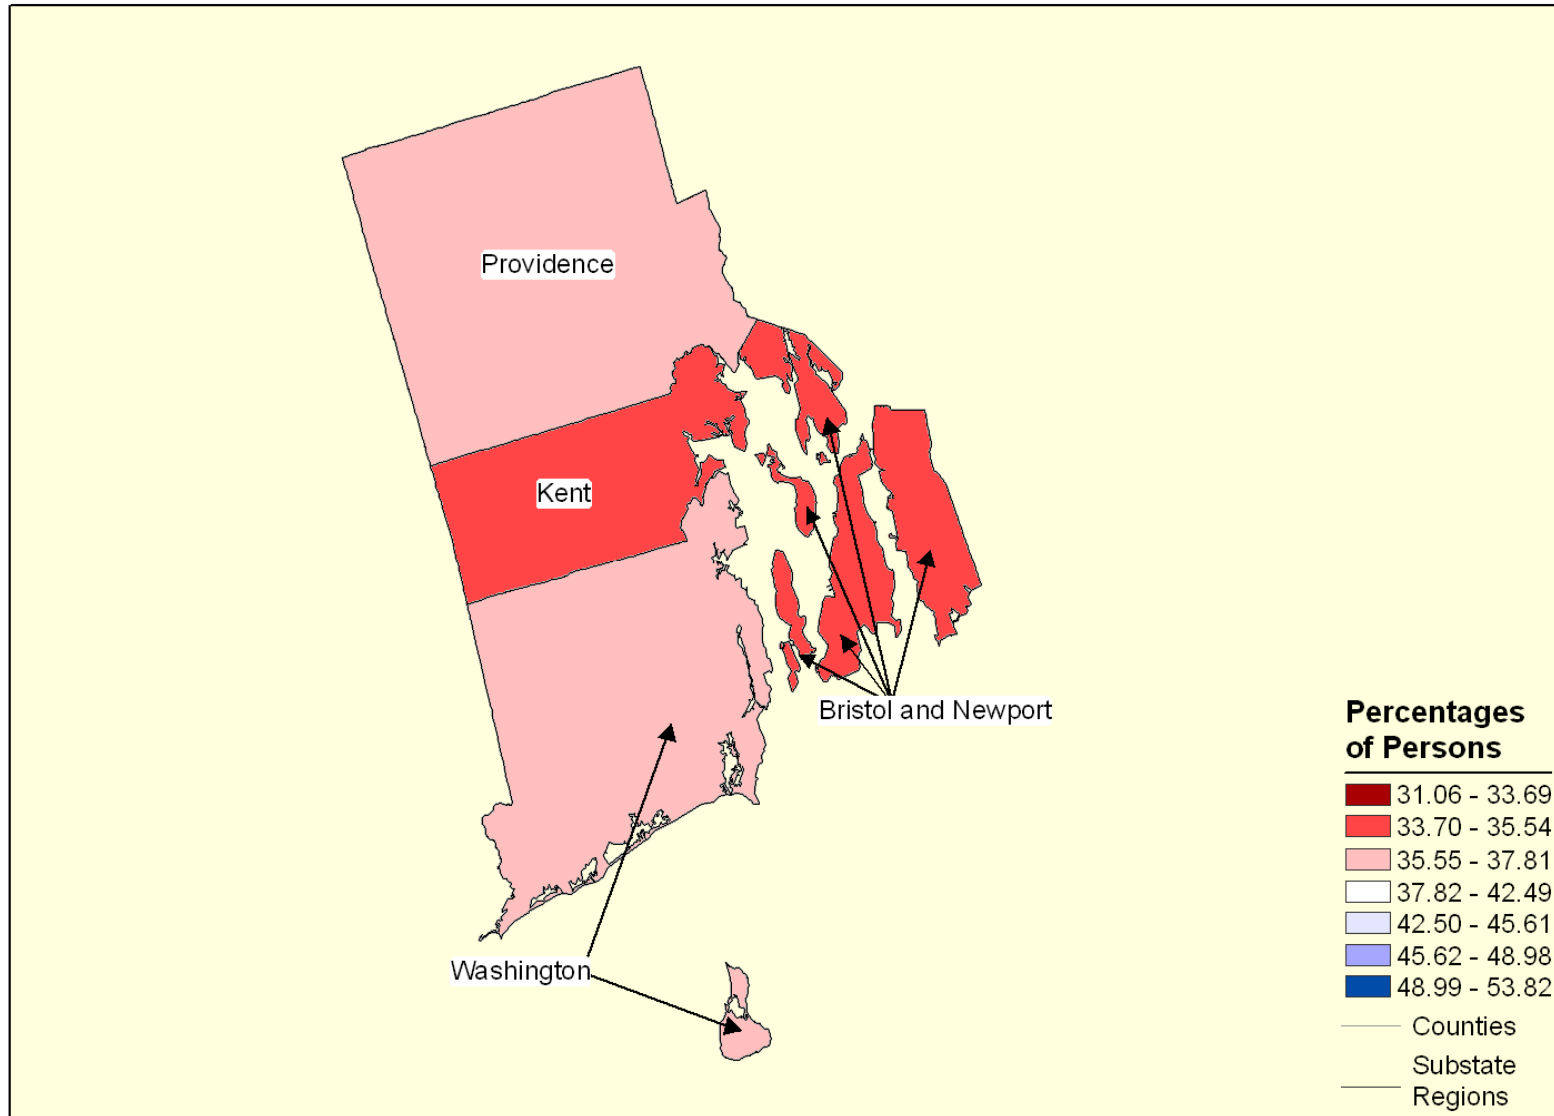 Providence
Kent
Bristol and Newport
Washington
Percentages
of Persons
31.06 - 33.69
33.70 - 35.54
35.55 - 37.81
37.82 - 42.49
42.50 - 45.61
45.62 - 48.98
48.99 - 53.82
Counties
Substate
Regions